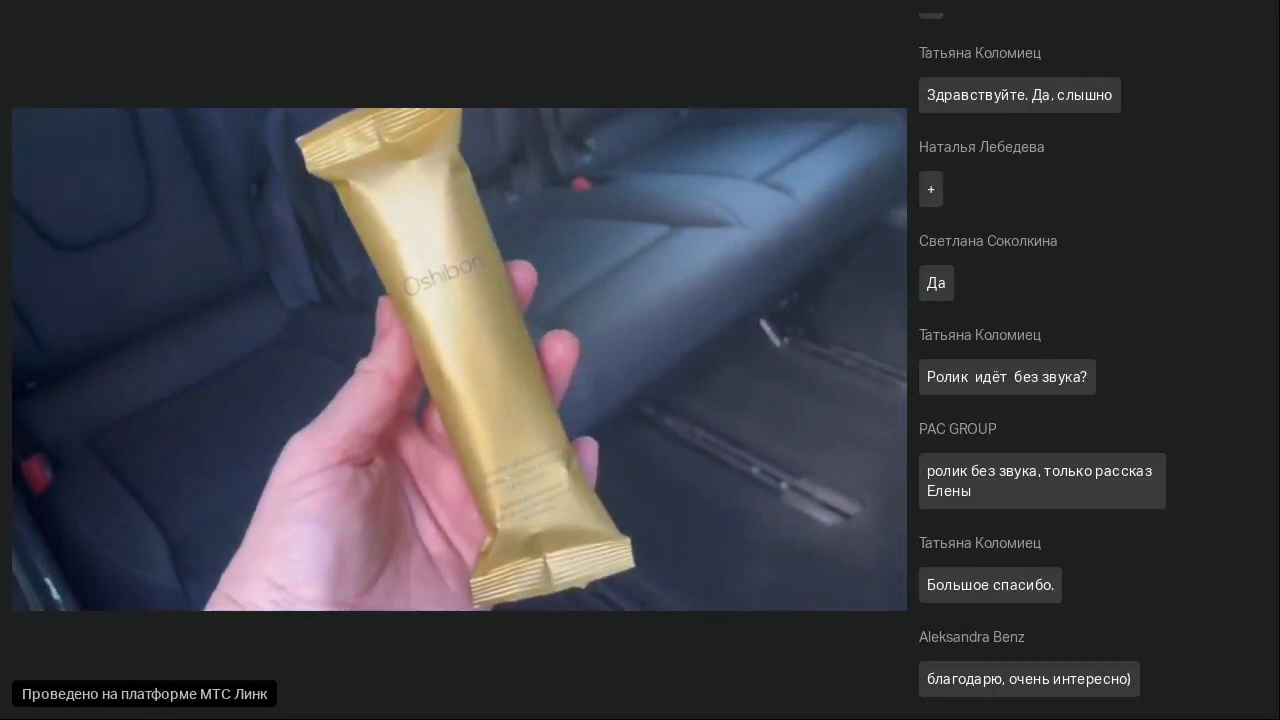 Татьяна Коломиец
Здравствуйте. Да, слышно
Наталья Лебедева
+
Светлана Соколкина
Да
Татьяна Коломиец
Ролик идёт без звука?
PAC GROUP
ролик без звука, только рассказ
Елены
Татьяна Коломиец
Большое спасибо.
Aleksandra Benz
благодарю, очень интересно)
Oshibori
Проведено на платформе МТС Линк